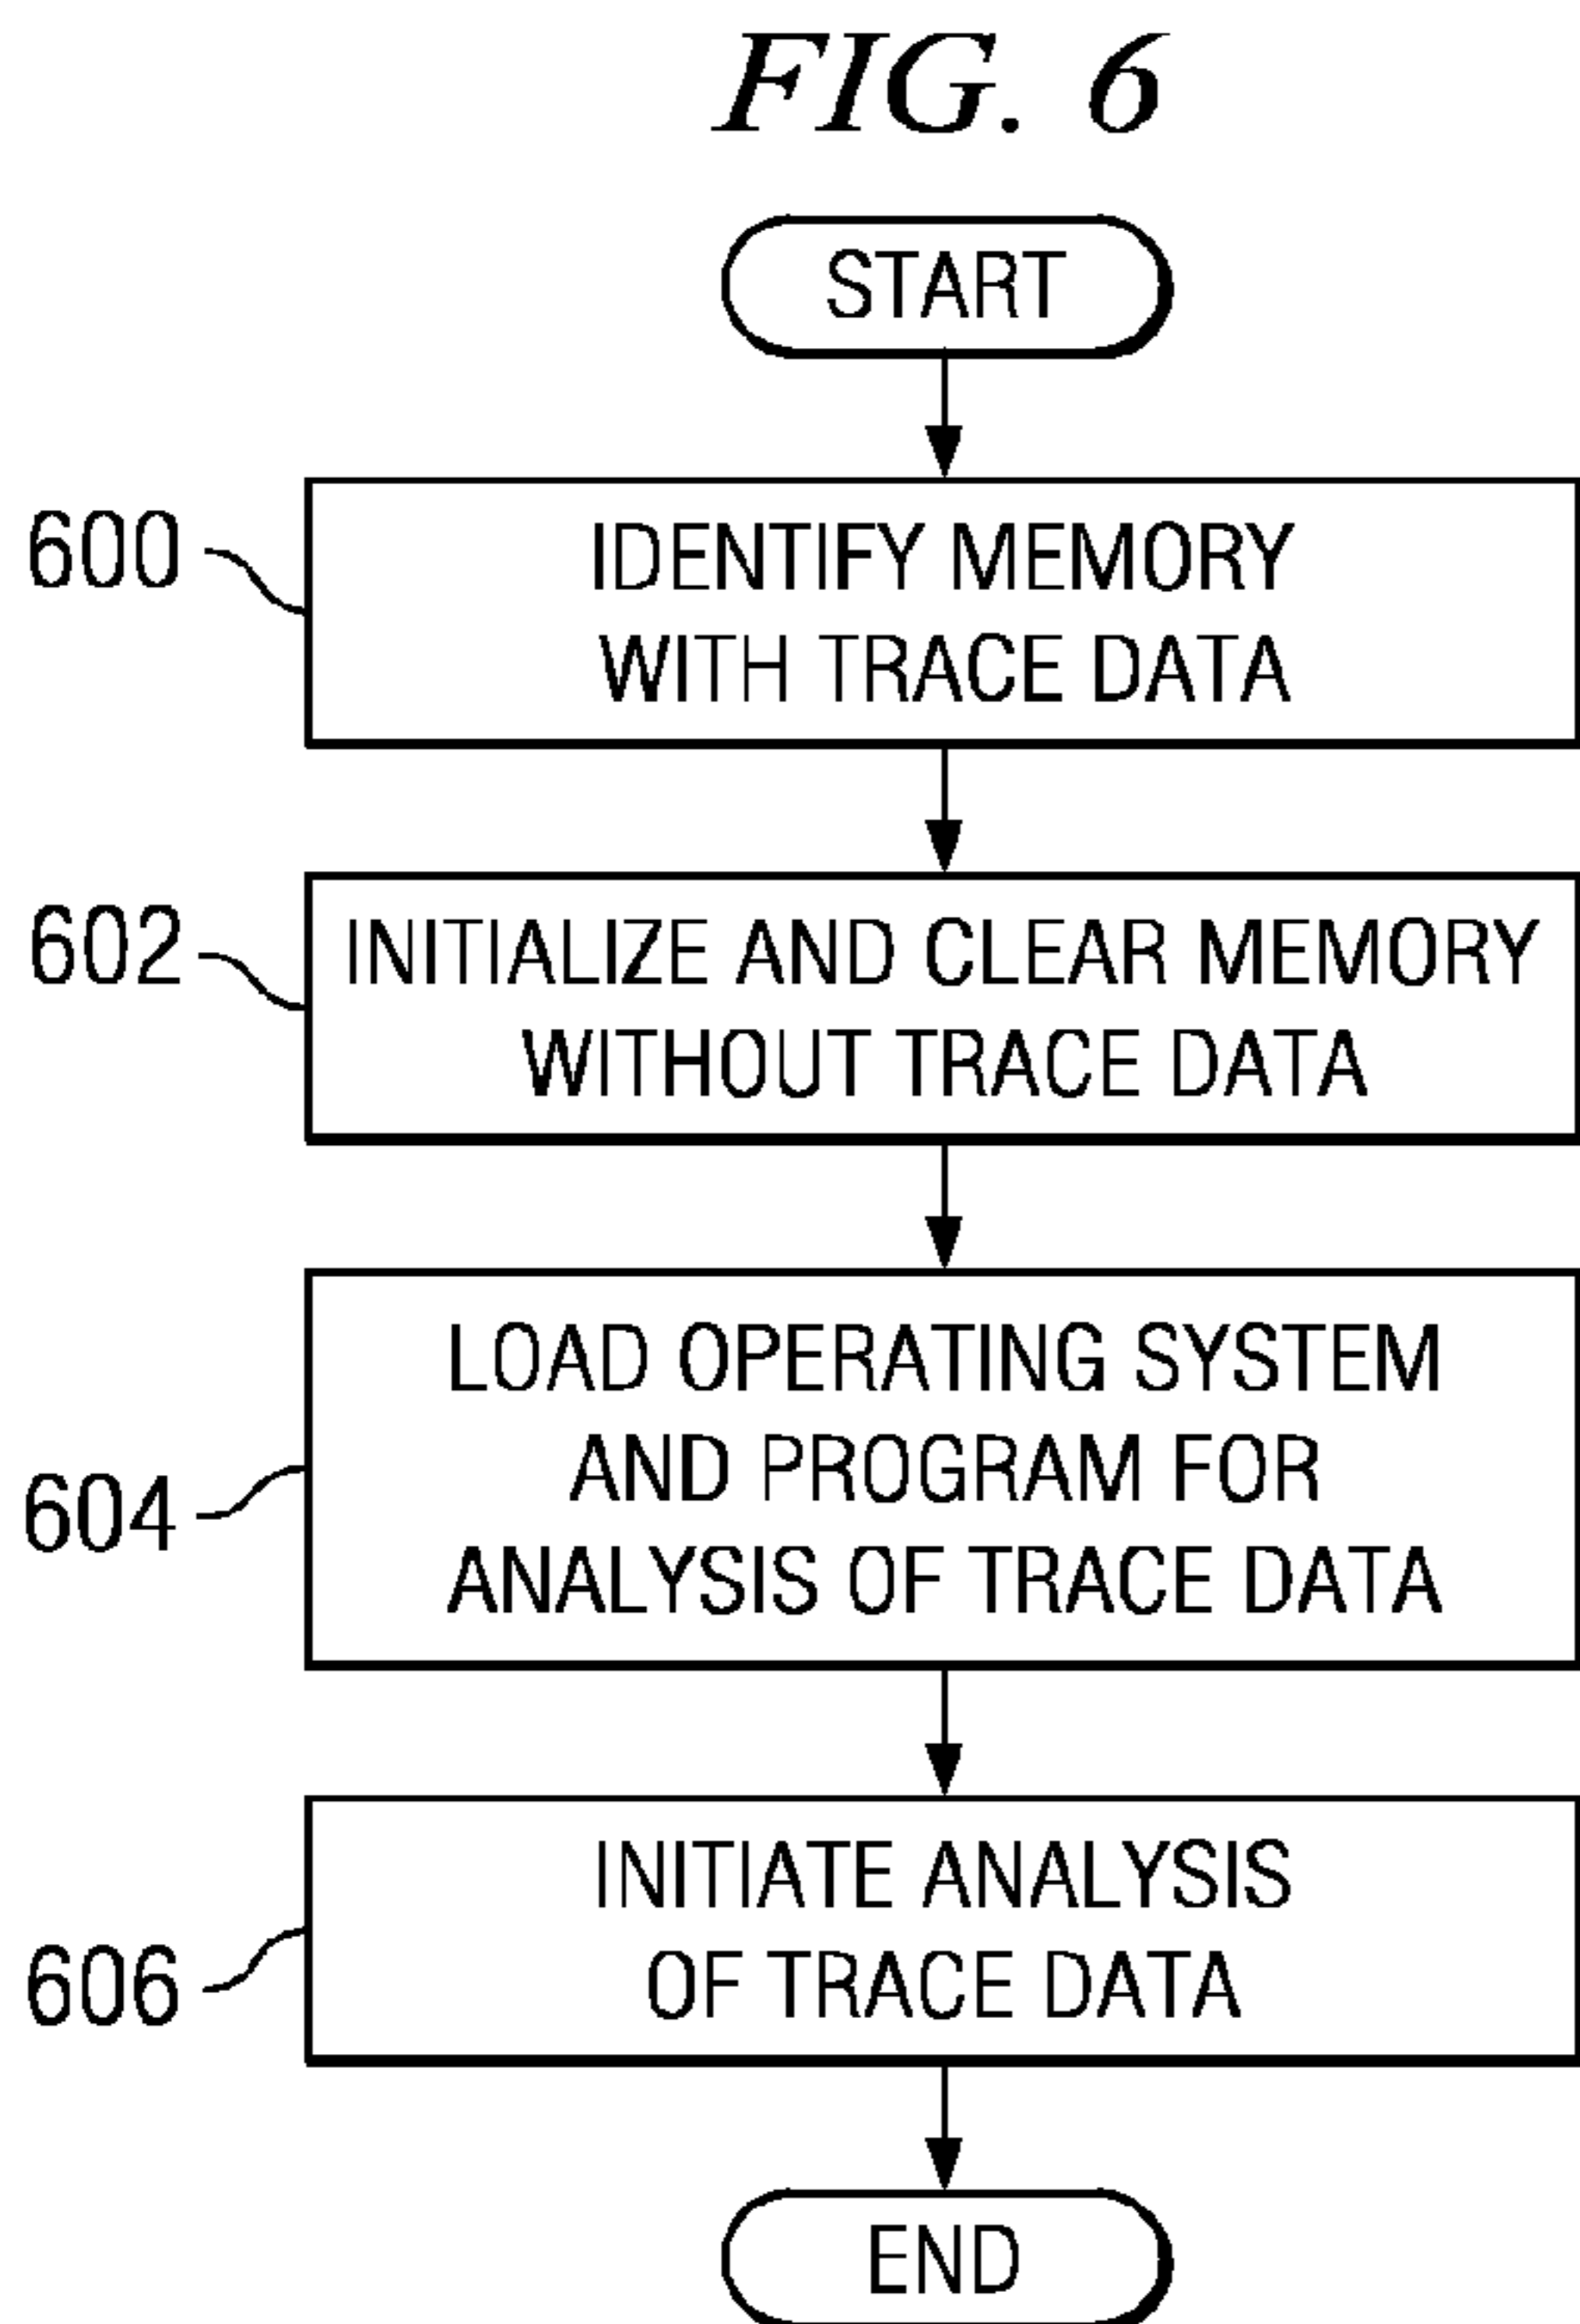 FIG. 6
START
600
IDENTIFY MEMORY
WITH TRACE DATA
602
INITIALIZE AND CLEAR MEMORY
WITHOUT TRACE DATA
604
LOAD OPERATING SYSTEM
AND PROGRAM FOR
ANALYSIS OF TRACE DATA
606
INITIATE ANALYSIS
OF TRACE DATA
END